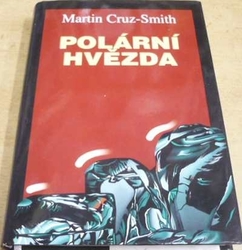 Martin Cruz-Smith
POLÁRNÍ
HVĚZDA